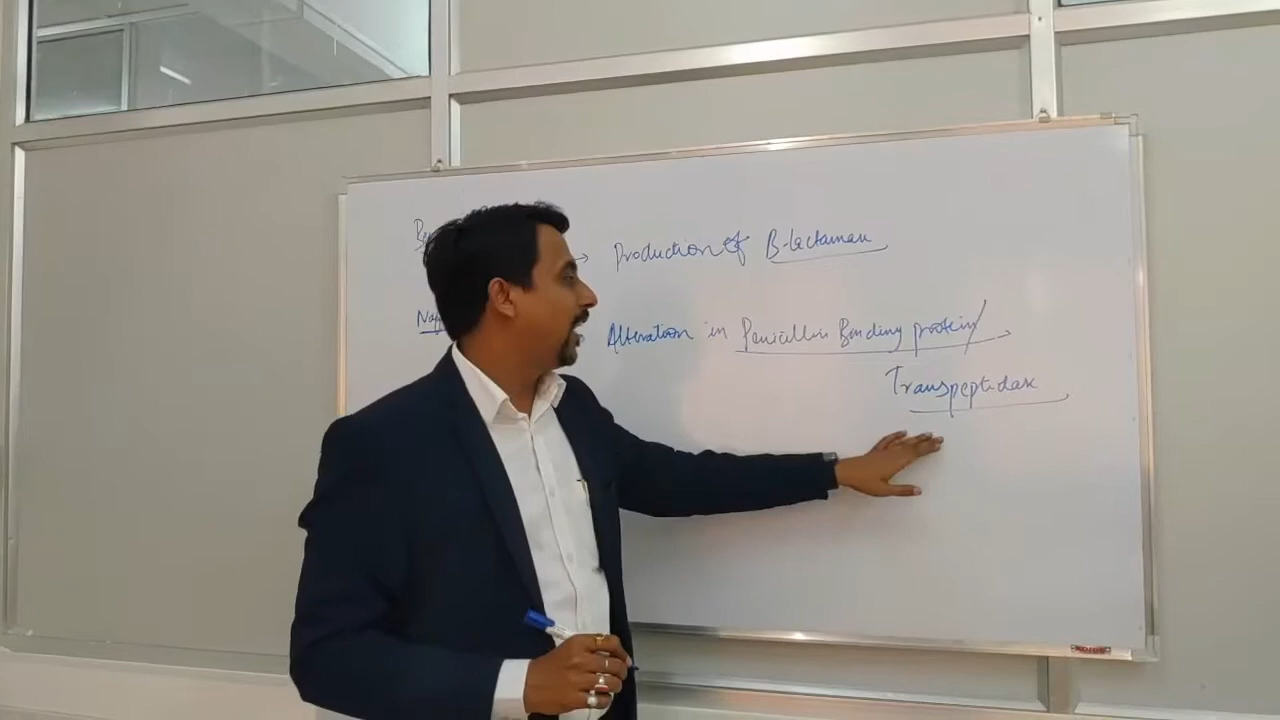 Production of B-lactamase
Alteration in Penicillin Binding protein
Transpeptidase